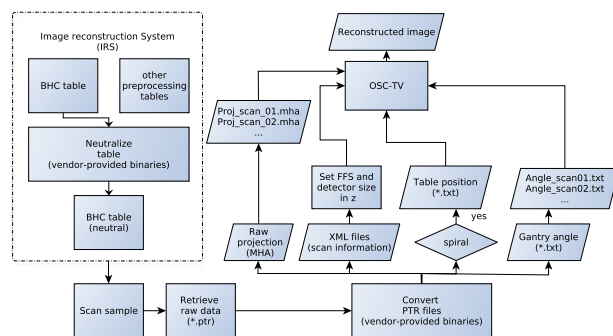 Image reconstruction System
(IRS)
BHC table
other
preprocessing
tables
Neutralize
table
(vendor-provided binaries)
BHC table
(neutral)
Scan sample
Retrieve
raw data
(*.ptr)
Convert
PTR files
(vendor-provided binaries)
Raw
projection
(MHA)
XML files
(scan information)
spiral
yes
Gantry angle
(*.txt)
Proj_scan_01.mha
Proj_scan_02.mha
...
Set FFS and
detector size
in z
Table position
(*.txt)
Angle_scan01.txt
Angle_scan02.txt
...
OSC-TV
Reconstructed image